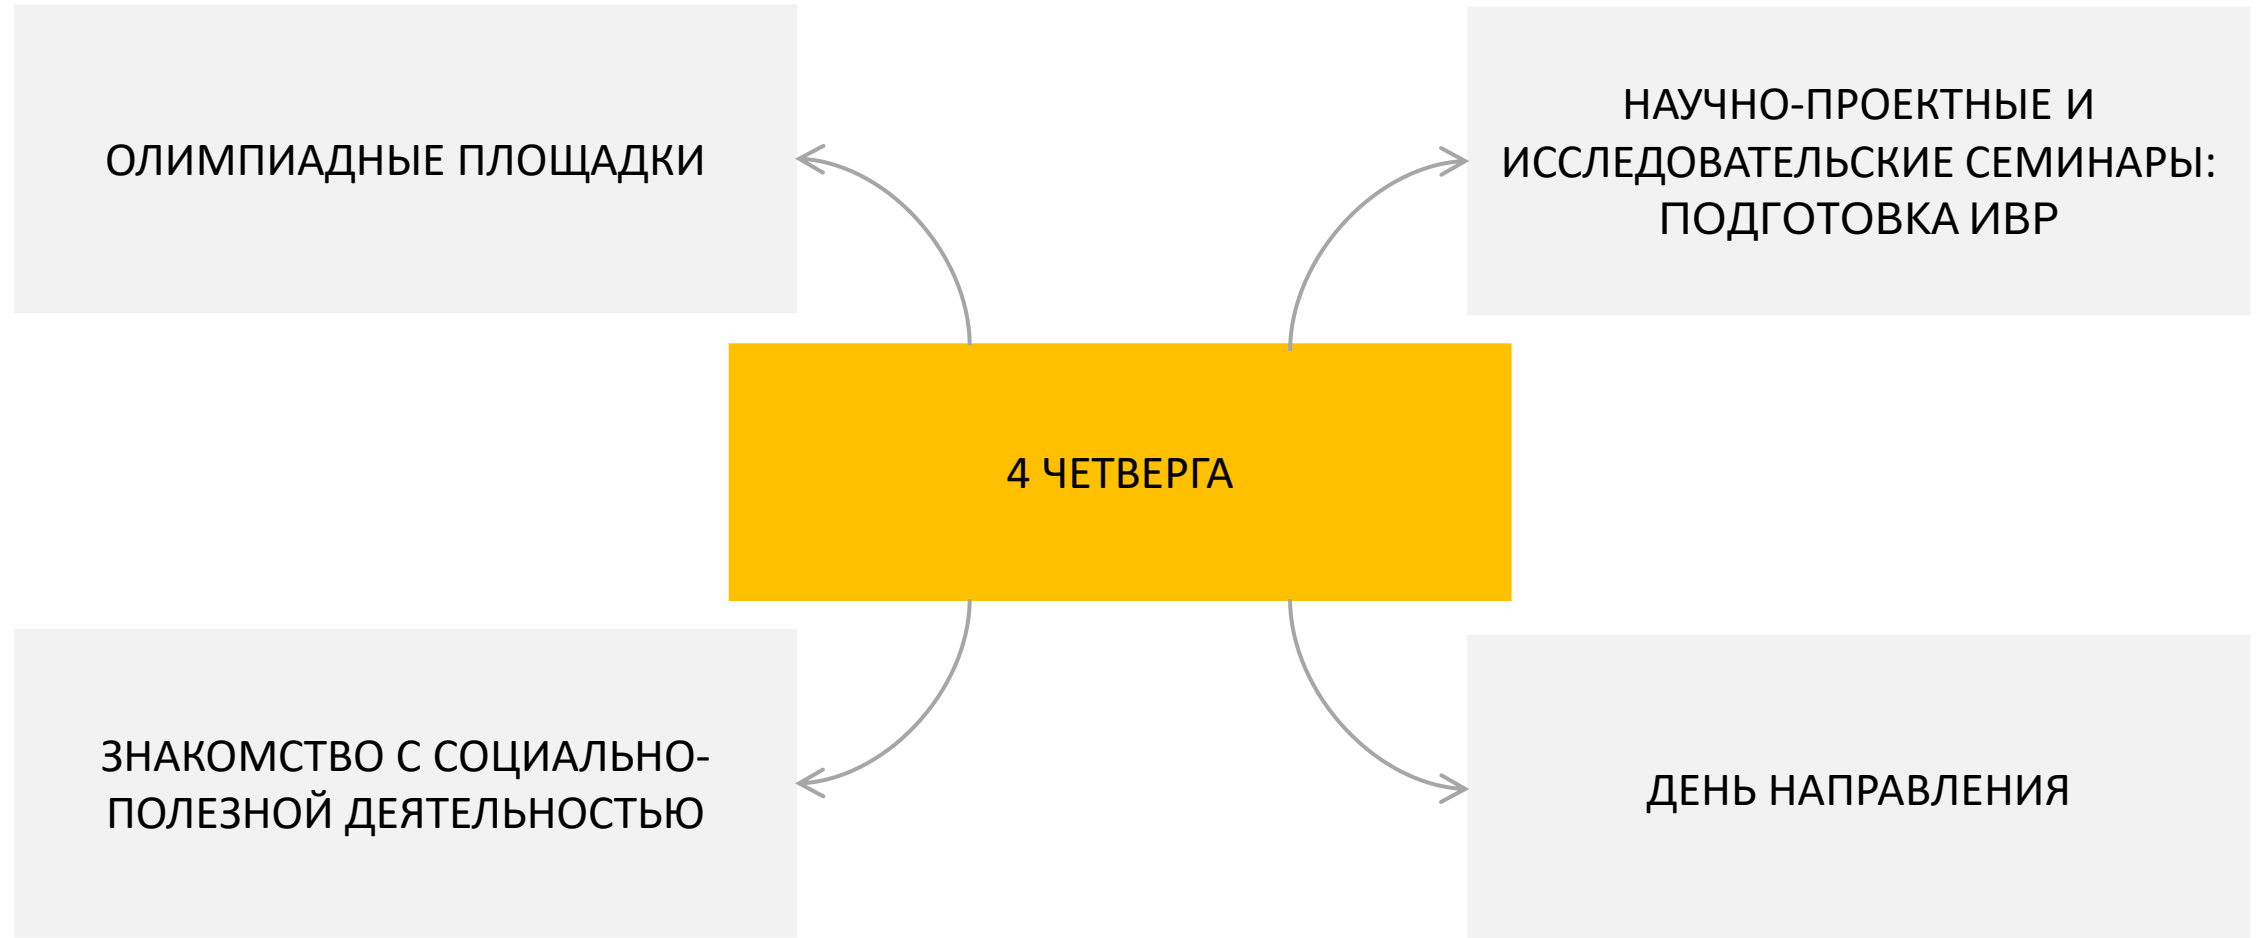 ОЛИМПИАДНЫЕ ПЛОЩАДКИ
НАУЧНО-ПРОЕКТНЫЕ И
ИССЛЕДОВАТЕЛЬСКИЕ СЕМИНАРЫ:
ПОДГОТОВКА ИВР
4 ЧЕТВЕРГА
ЗНАКОМСТВО С СОЦИАЛЬНО-
ПОЛЕЗНОЙ ДЕЯТЕЛЬНОСТЬЮ
ДЕНЬ НАПРАВЛЕНИЯ